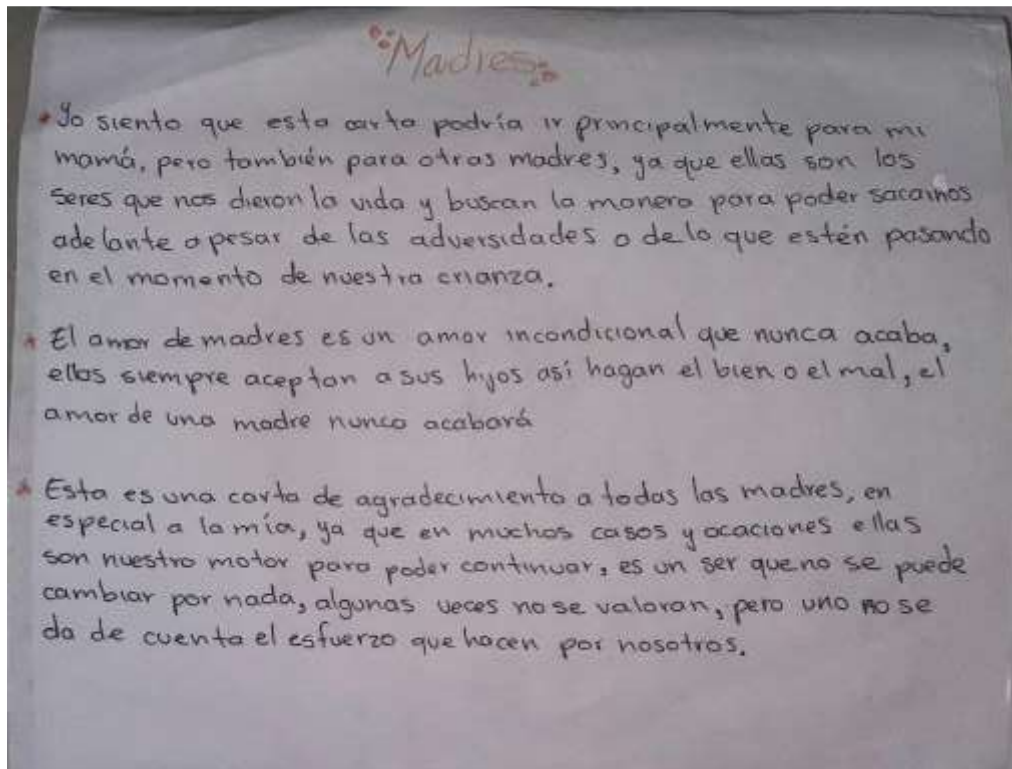 Madres
Yo siento que esta carta podría ir principalmente para mi
mamá, pero también para otras madres, ya que ellas son los
seres que nos dieron la vida y buscan la manera para poder sacarnos
adelante a pesar de las adversidades o de lo que estén pasando
en el momento de nuestra crianza.
El amor de madres es un amor incondicional que nunca acaba,
ellas siempre aceptan a sus hijos así hagan el bien o el mal, el
amor de una madre nunca acabará
Esta es una carta de agradecimiento a todas las madres, en
especial a la mía, ya que en muchos casos y ocaciones ellas
son nuestro motor para poder continuar, es un ser que no se puede
cambiar por nada, algunas veces no se valoran, pero uno no se
da de cuenta el esfuerzo que hacen por nosotros.